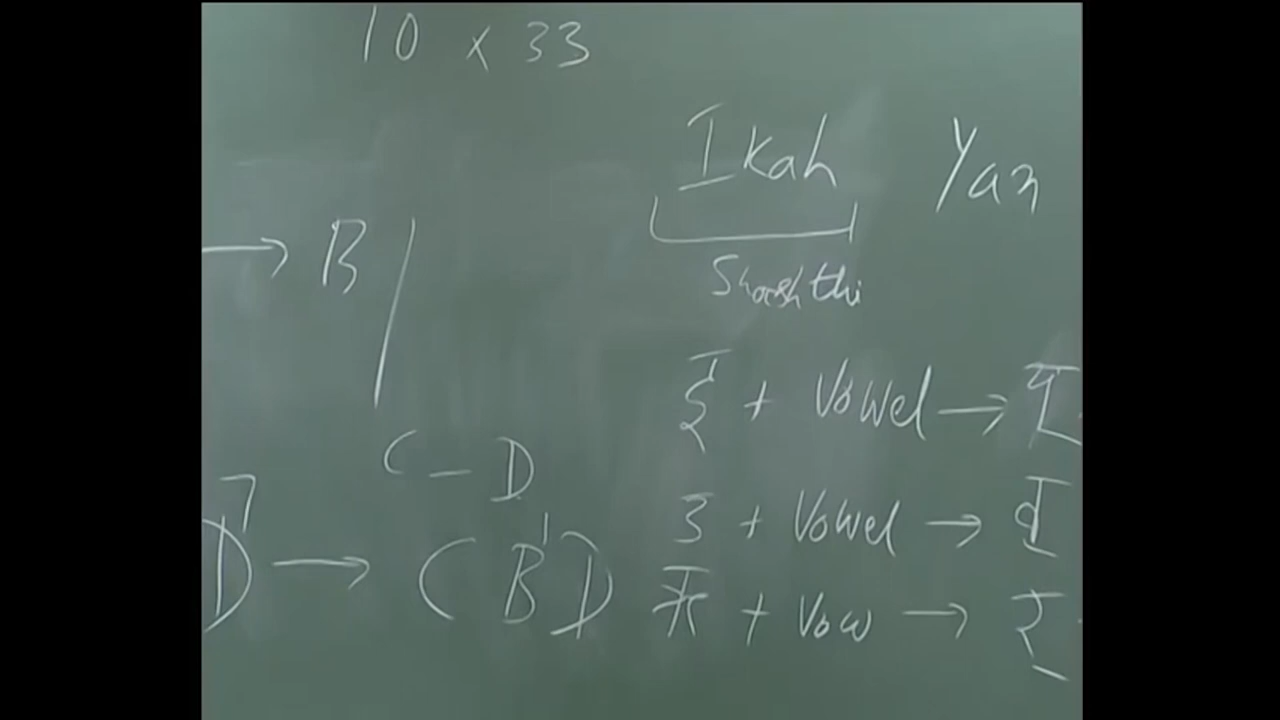 10 x 33
Ikah Yan
→ B /
Shashthi
इ + Vowel → य्
C - D
उ + Vowel → व्
D → C B' D
ऋ + Vow → र्